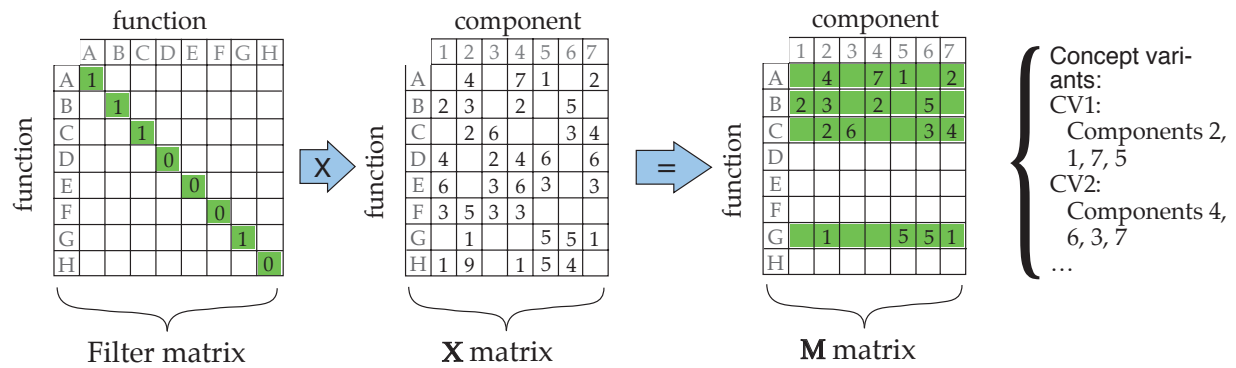 function
A B C D E F G H
A 1
B 1
C 1
D 0
E 0
F 0
G 1
H 0
function
Filter matrix
X
component
1 2 3 4 5 6 7
A 4 7 1 2
B 2 3 2 5
C 2 6 3 4
D 4 2 4 6 6
E 6 3 6 3 3
F 3 5 3 3
G 1 5 5 1
H 1 9 1 5 4
function
X matrix
=
component
1 2 3 4 5 6 7
A 4 7 1 2
B 2 3 2 5
C 2 6 3 4
D
E
F
G 1 5 5 1
H
function
M matrix
Concept vari-
ants:
CV1:
Components 2,
1, 7, 5
CV2:
Components 4,
6, 3, 7
...